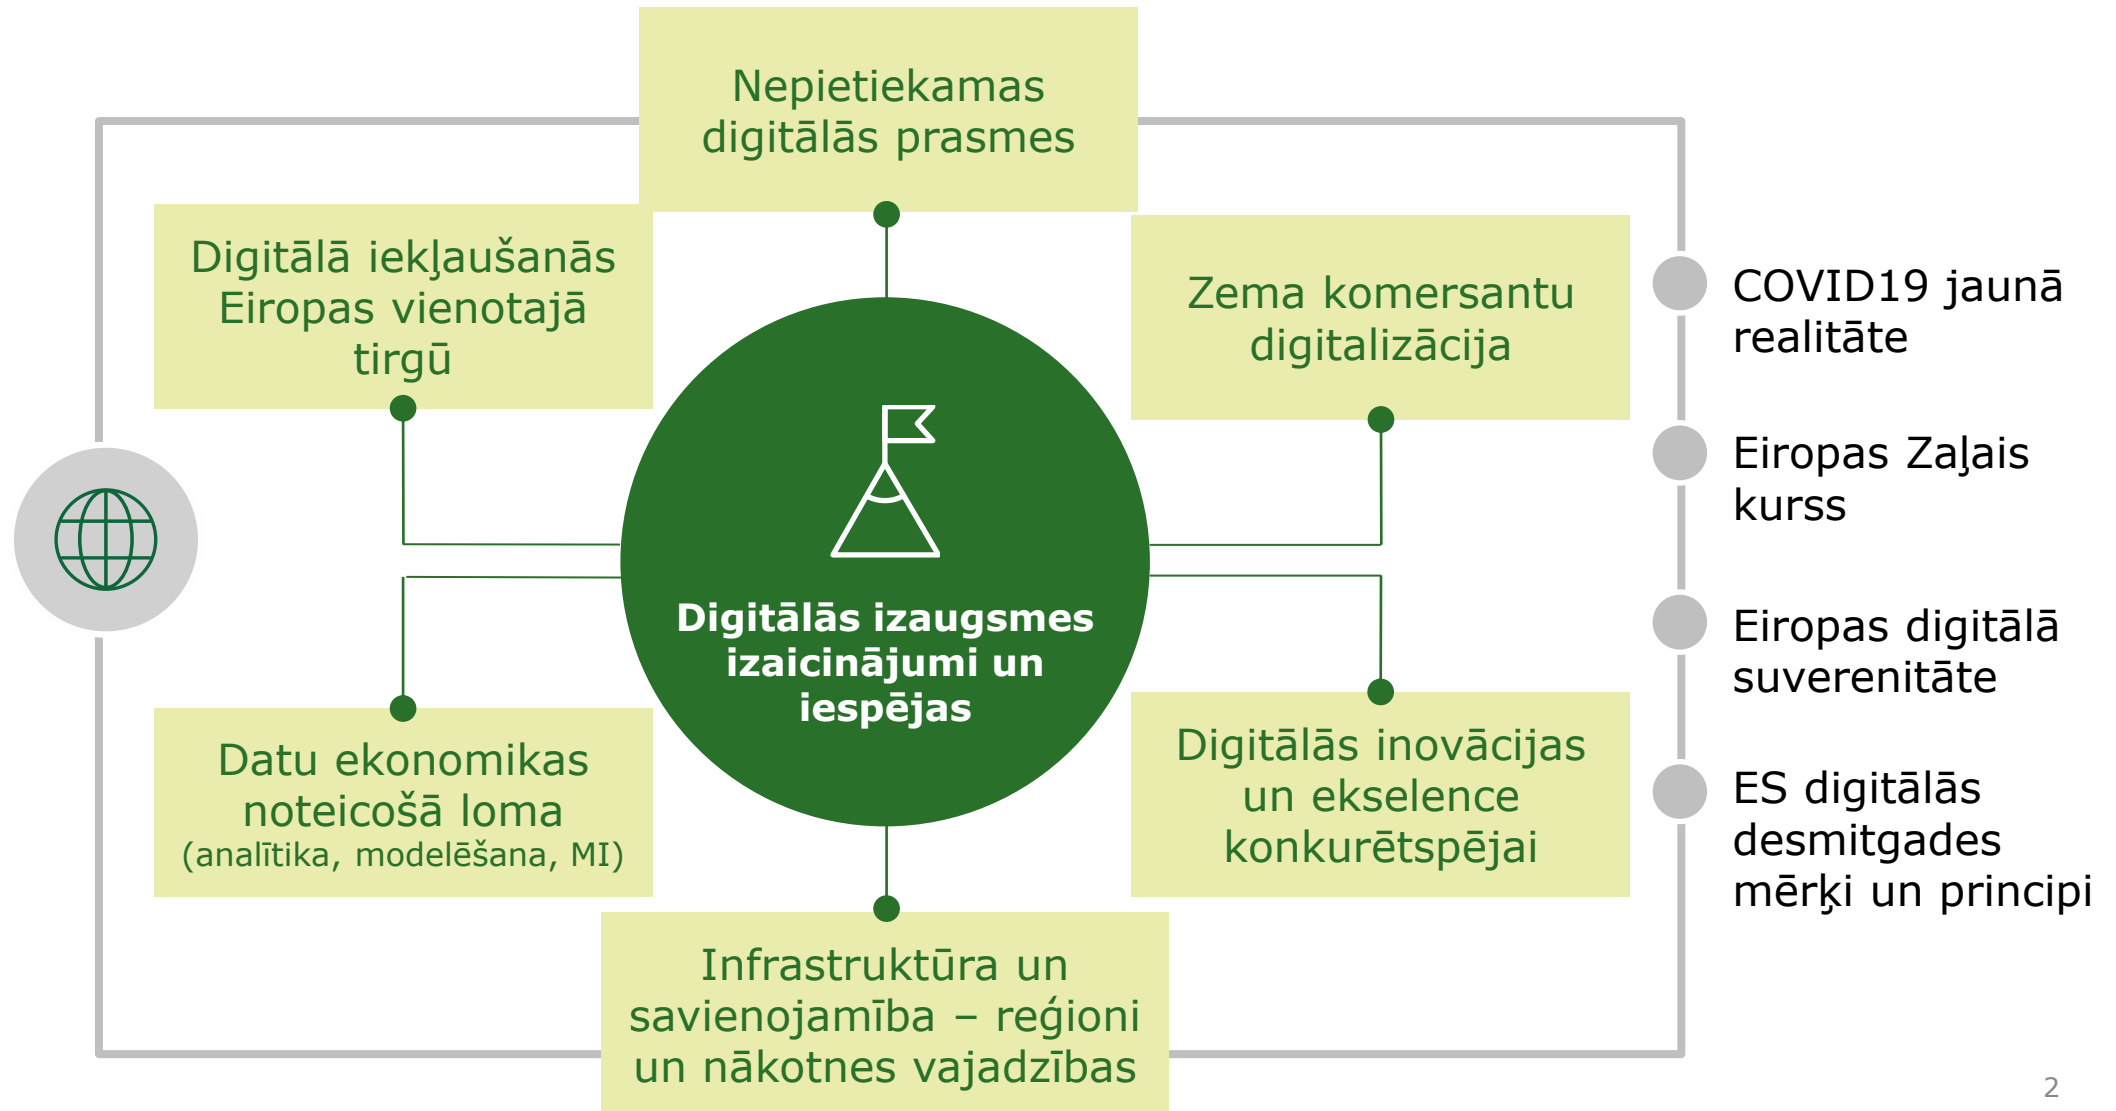 Nepietiekamas
digitālās prasmes
Digitālā iekļaušanās
Eiropas vienotajā
tirgū
Zema komersantu
digitalizācija
Digitālās izaugsmes
izaicinājumi un
iespējas
Datu ekonomikas
noteicošā loma
(analītika, modelēšana, MI)
Digitālās inovācijas
un ekselence
konkurētspējai
Infrastruktūra un
savienojamība – reģioni
un nākotnes vajadzības
COVID19 jaunā
realitāte
Eiropas Zaļais
kurss
Eiropas digitālā
suverenitāte
ES digitālās
desmitgades
mērķi un principi
2